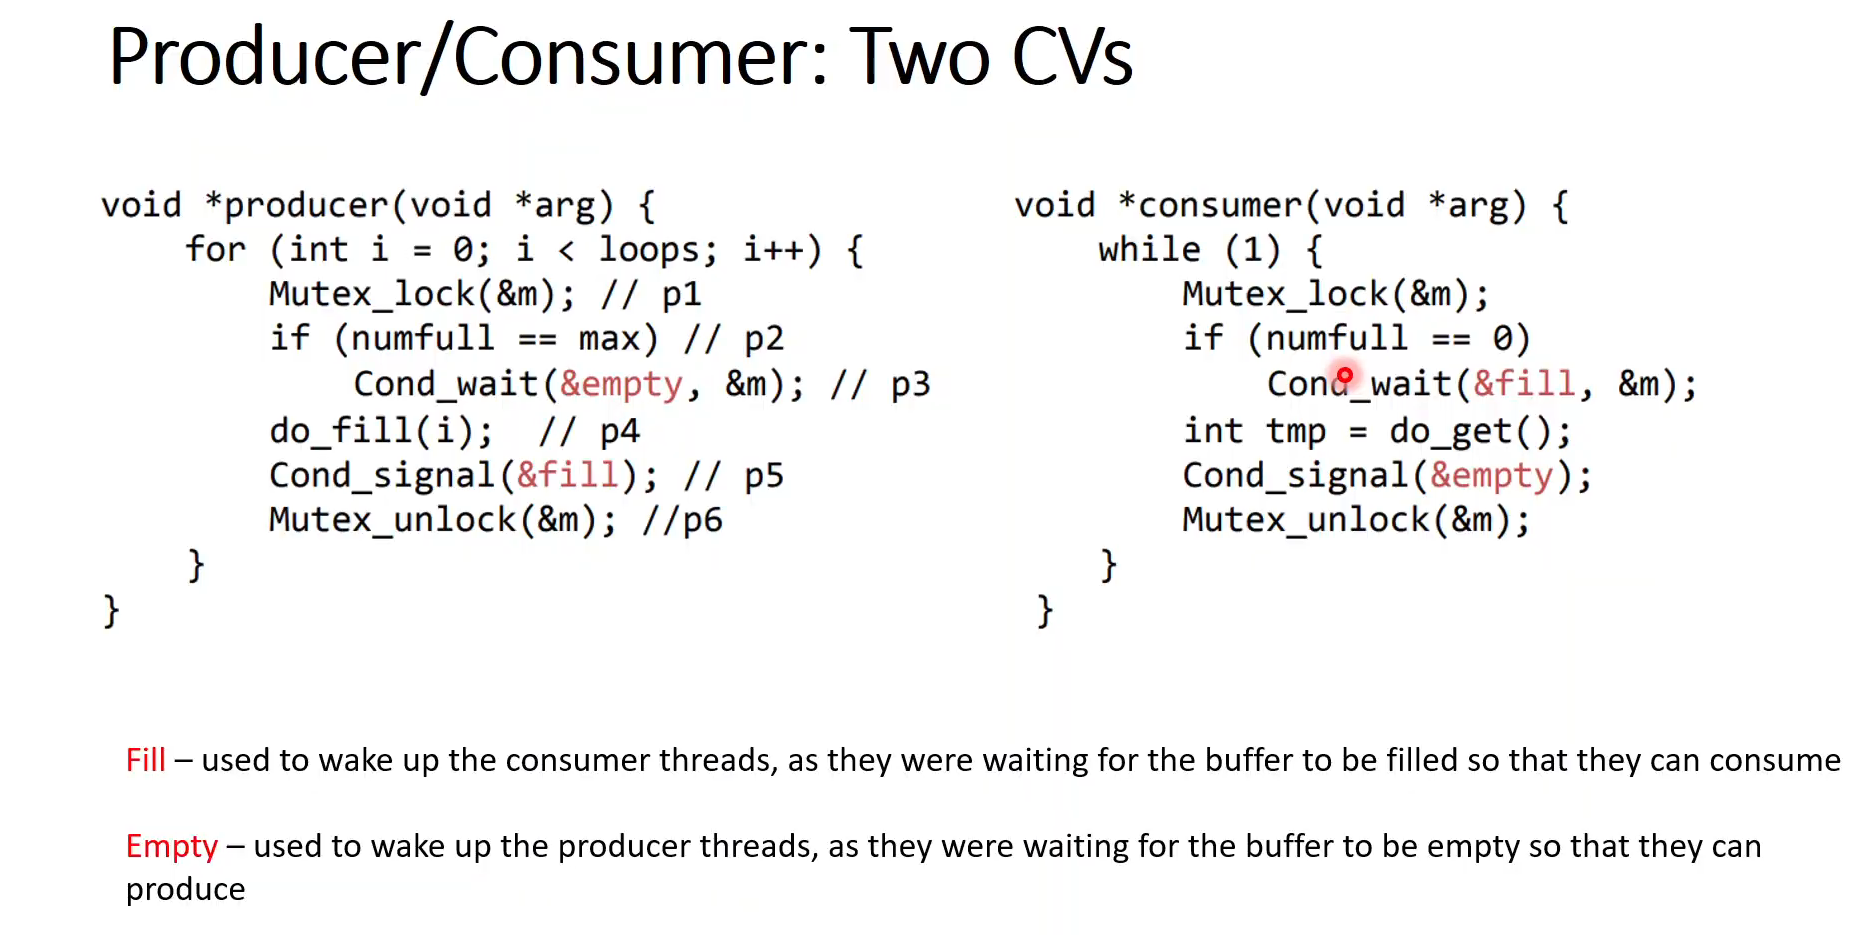 Producer/Consumer: Two CVs
void *producer(void *arg) {
for (int i = 0; i < loops; i++) {
Mutex_lock(&m); // p1
if (numfull == max) // p2
Cond_wait(&empty, &m); // p3
do_fill(i); // p4
Cond_signal(&fill); // p5
Mutex_unlock(&m); //p6
}
}
void *consumer(void *arg) {
while (1) {
Mutex_lock(&m);
if (numfull == 0)
Cond_wait(&fill, &m);
int tmp = do_get();
Cond_signal(&empty);
Mutex_unlock(&m);
}
}
Fill – used to wake up the consumer threads, as they were waiting for the buffer to be filled so that they can consume
Empty – used to wake up the producer threads, as they were waiting for the buffer to be empty so that they can
produce